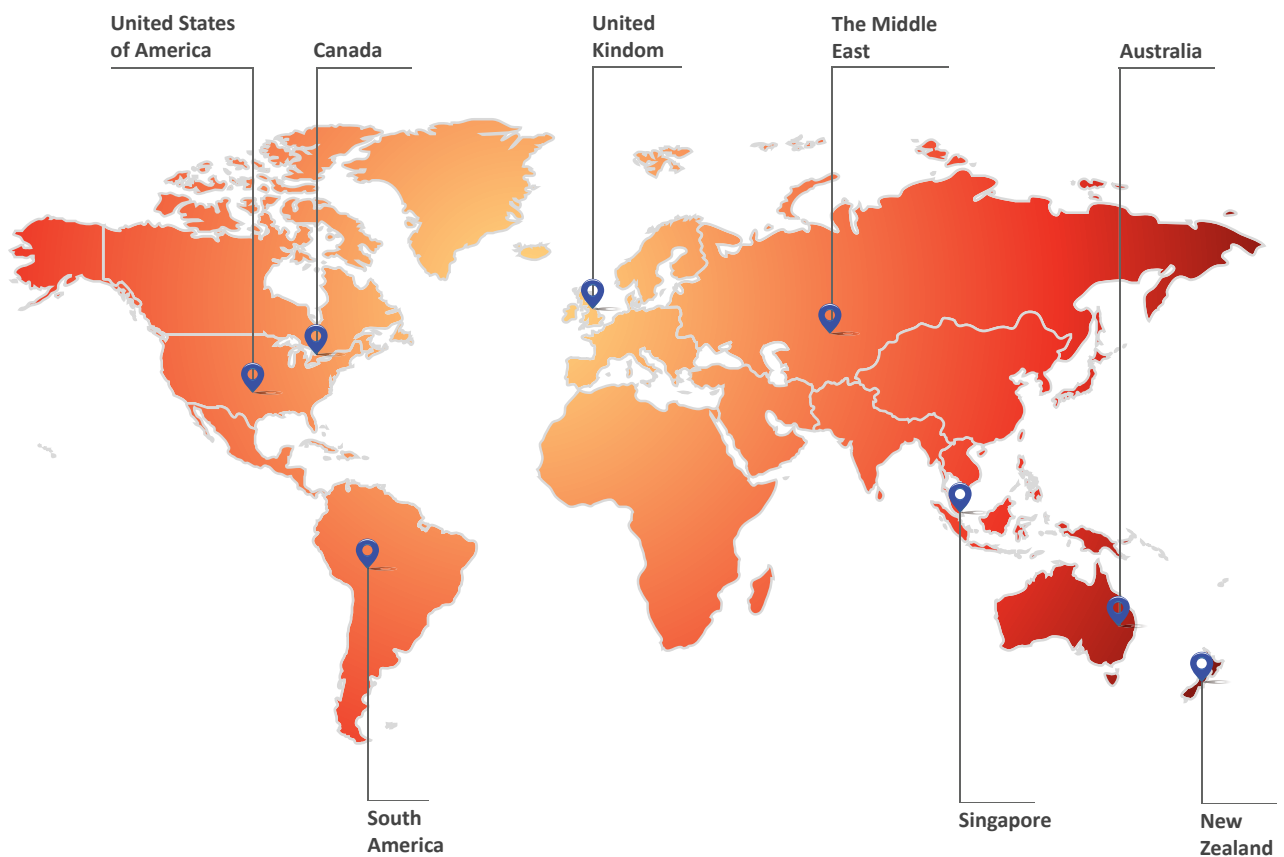 United States
of America
Canada
United
Kindom
The Middle
East
Australia
South
America
Singapore
New
Zealand